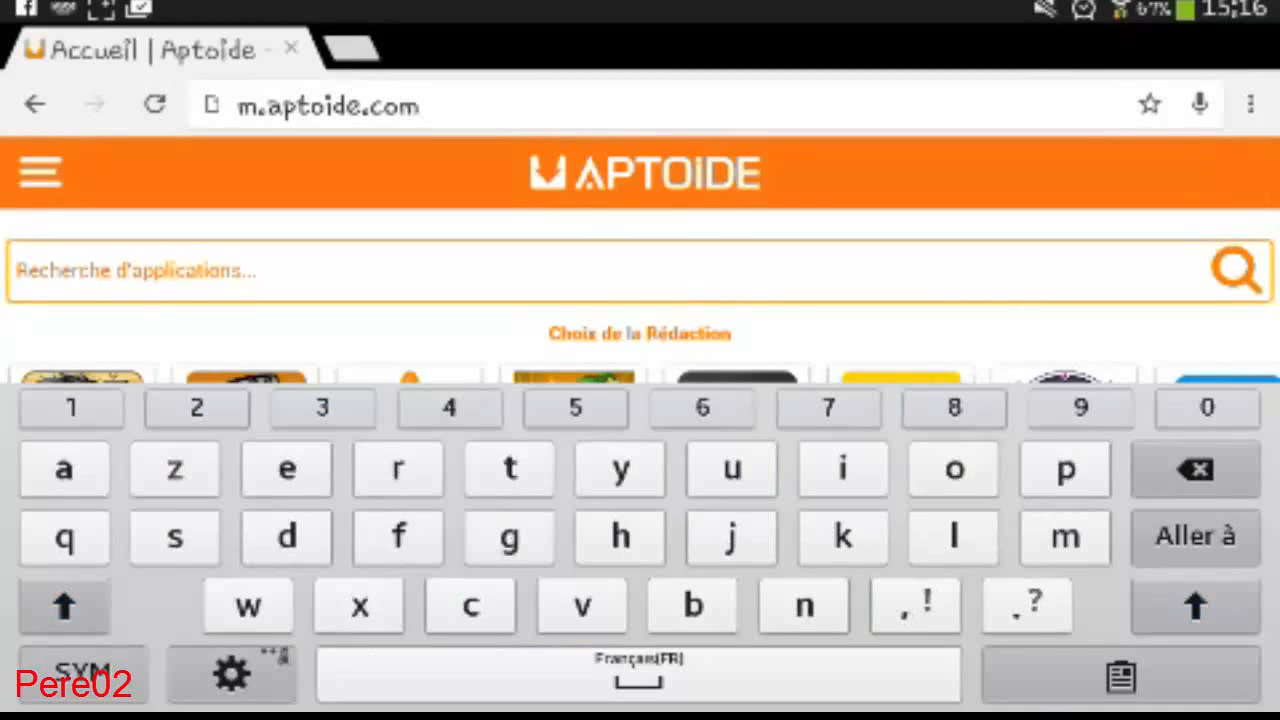 67% 15:16
Accueil | Aptoide -
m.aptoide.com
APTOIDE
Recherche d'applications...
Choix de la Rédaction
1 2 3 4 5 6 7 8 9 0
a z e r t y u i o p
q s d f g h j k l m Aller à
w x c v b n , ! . ?
SYM Français(FR)
Pere02